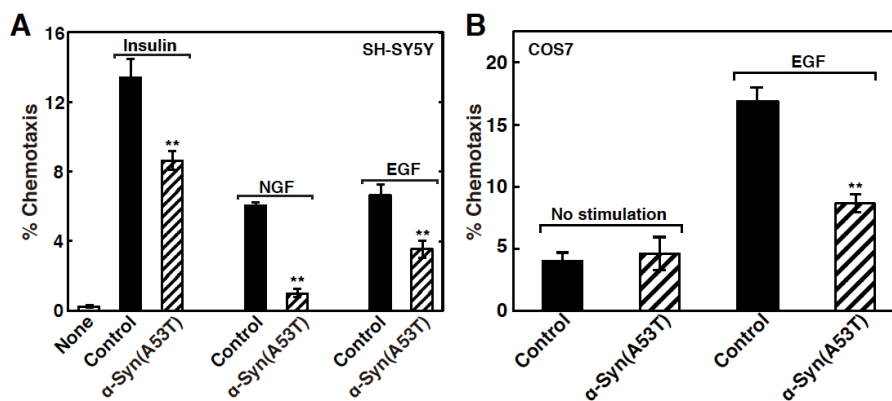 A
% Chemotaxis
16
12
8
4
0
Insulin
SH-SY5Y
**
NGF
**
EGF
**
None
Control
α-Syn(A53T)
Control
α-Syn(A53T)
Control
α-Syn(A53T)
B
% Chemotaxis
20
15
10
5
0
COS7
EGF
**
No stimulation
Control
α-Syn(A53T)
Control
α-Syn(A53T)